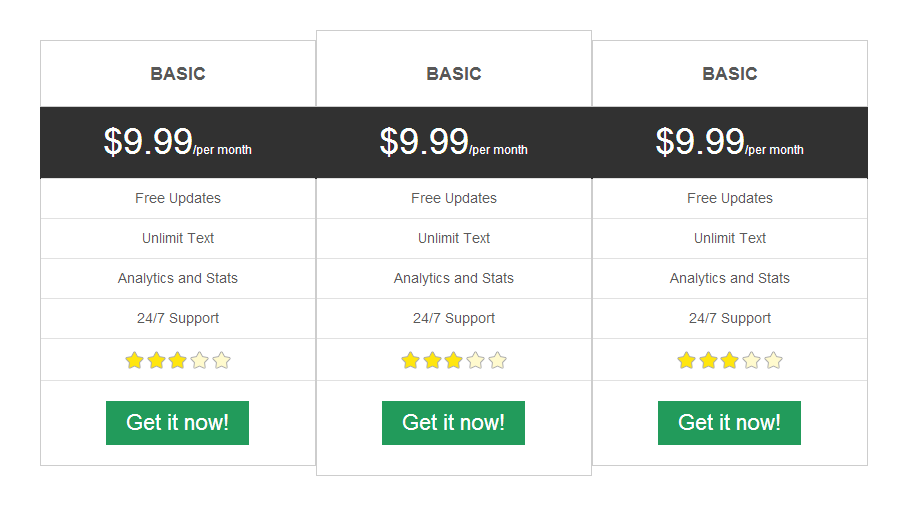 BASIC
$9.99/per month
Free Updates
Unlimit Text
Analytics and Stats
24/7 Support
Get it now!
BASIC
$9.99/per month
Free Updates
Unlimit Text
Analytics and Stats
24/7 Support
Get it now!
BASIC
$9.99/per month
Free Updates
Unlimit Text
Analytics and Stats
24/7 Support
Get it now!